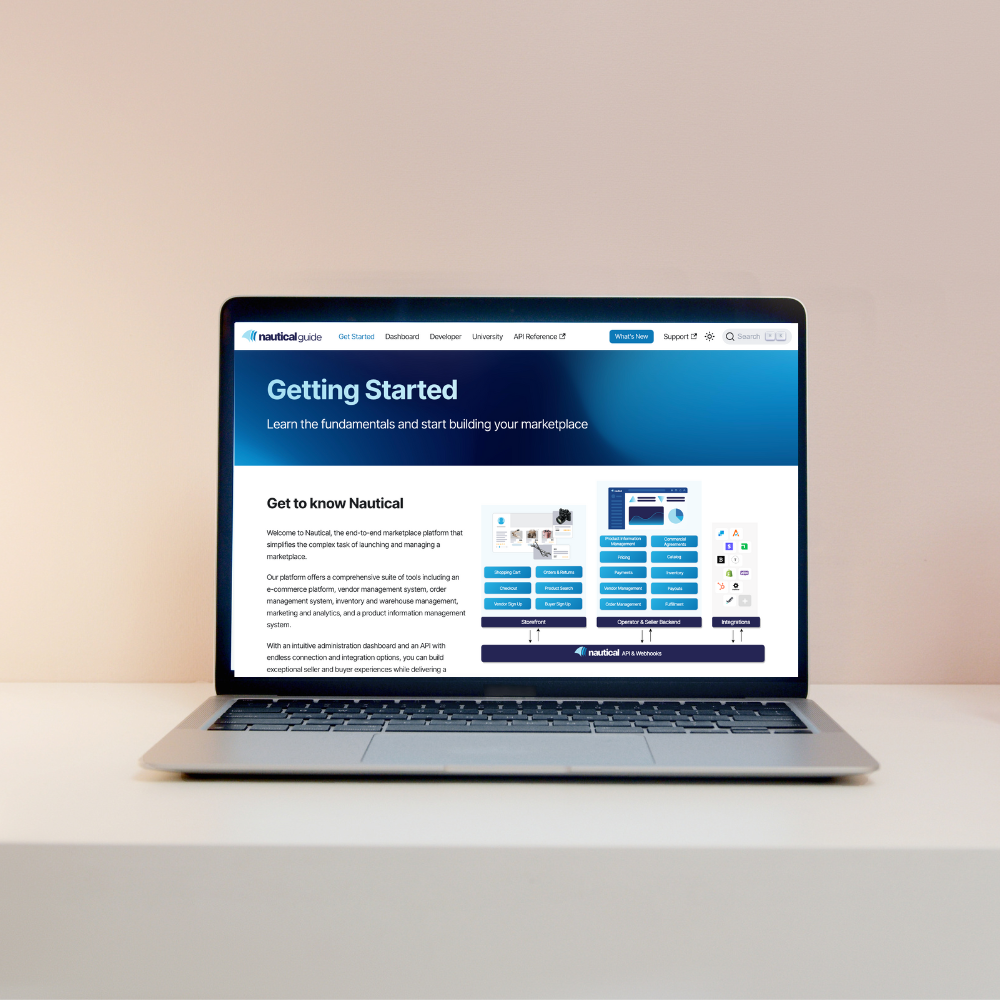 nautical guide
Get Started
Dashboard
Developer
University
API Reference
What's New
Support
Search
Getting Started
Learn the fundamentals and start building your marketplace
Get to know Nautical
Welcome to Nautical, the end-to-end marketplace platform that
simplifies the complex task of launching and managing a
marketplace.
Our platform offers a comprehensive suite of tools including an
e-commerce platform, vendor management system, order
management system, inventory and warehouse management,
marketing and analytics, and a product information management
system.
With an intuitive administration dashboard and an API with
endless connection and integration options, you can build
exceptional seller and buyer experiences while delivering a
Shopping Cart
Orders & Returns
Checkout
Product Search
Vendor Sign Up
Buyer Sign Up
Storefront
Product Information
Management
Commercial
Agreements
Pricing
Catalog
Payments
Inventory
Vendor Management
Payouts
Order Management
Fulfilment
Operator & Seller Backend
Integrations
nautical API & Webhooks